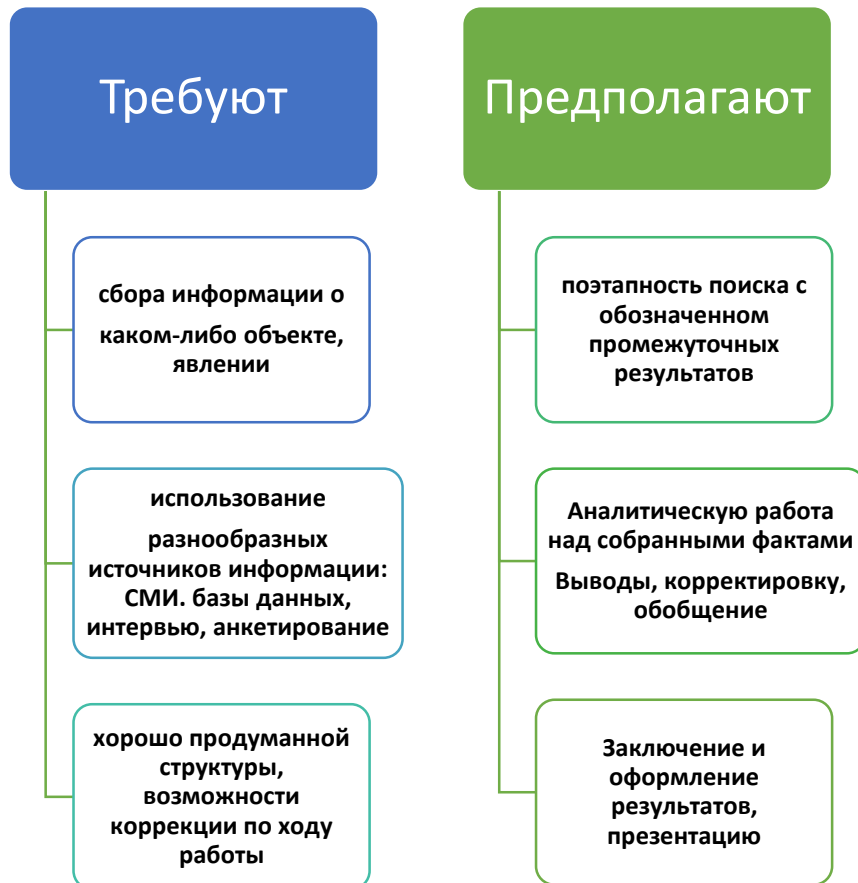 Требуют
сбора информации о
каком-либо объекте,
явлении
использование
разнообразных
источников информации:
СМИ. базы данных,
интервью, анкетирование
хорошо продуманной
структуры,
возможности
коррекции по ходу
работы
Предполагают
поэтапность поиска с
обозначенном
промежуточных
результатов
Аналитическую работа
над собранными фактами
Выводы, корректировку,
обобщение
Заключение и
оформление
результатов,
презентацию